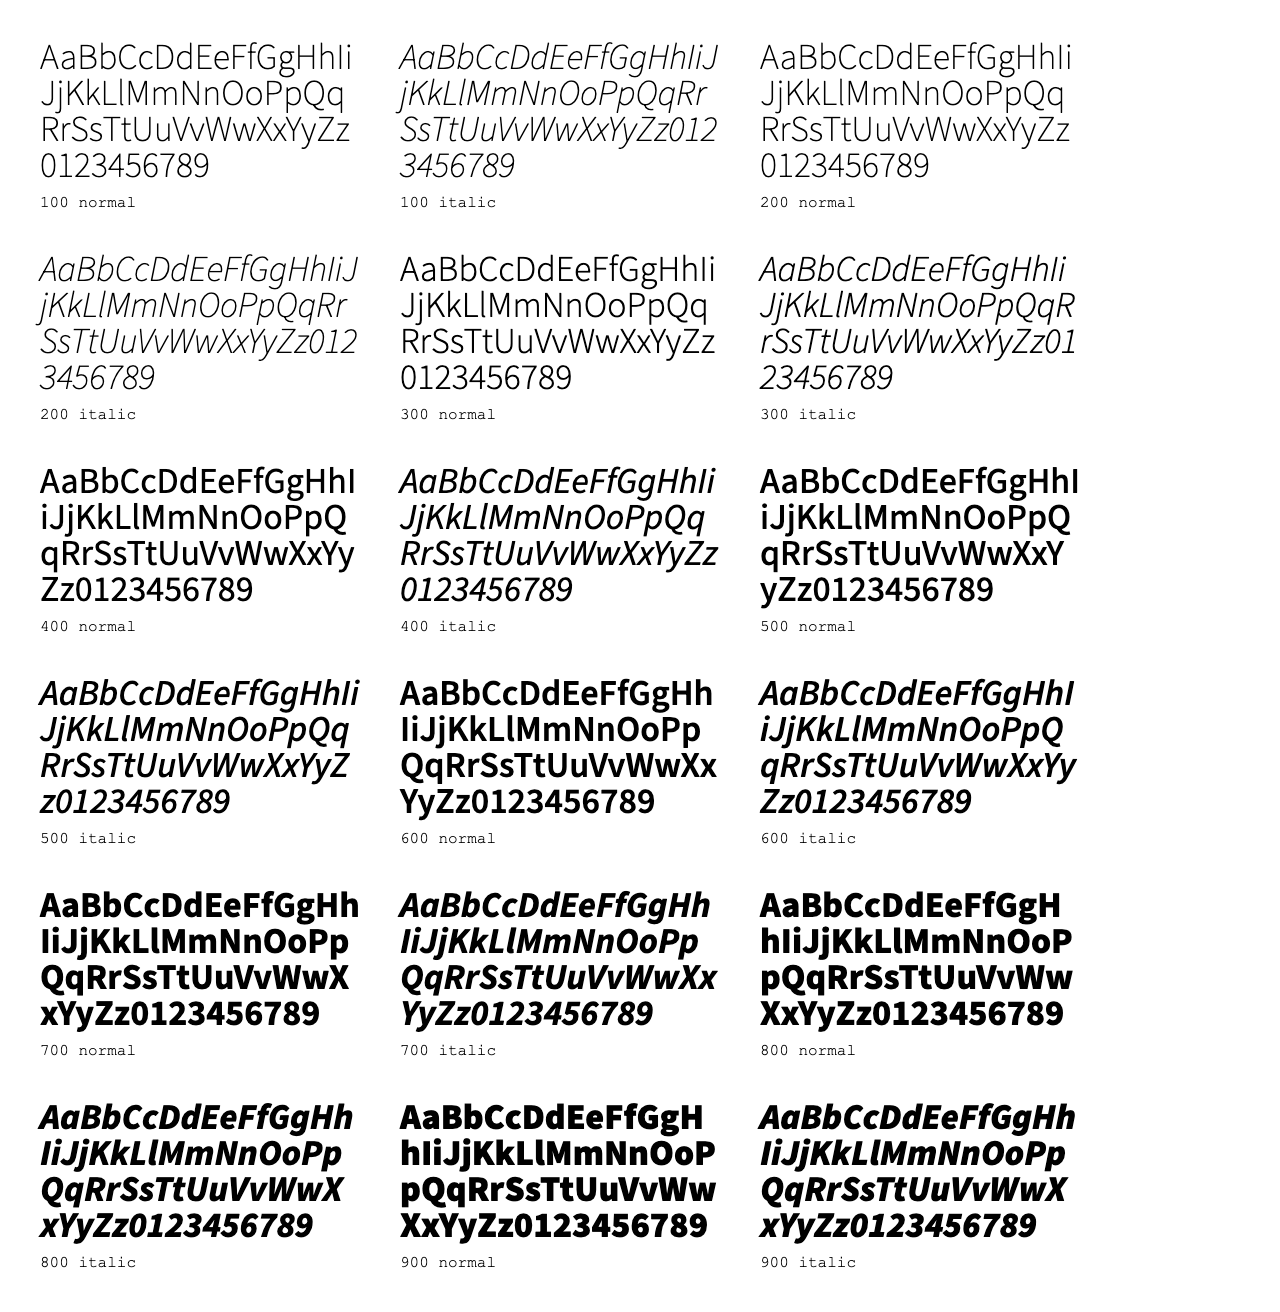 AaBbCcDdEeFfGgHhIi
JjKkLlMmNnOoPpQq
RrSsTtUuVvWwXxYyZz
0123456789
100 normal
AaBbCcDdEeFfGgHhIiJ
jKkLlMmNnOoPpQqRr
SsTtUuVvWwXxYyZz012
3456789
100 italic
AaBbCcDdEeFfGgHhIi
JjKkLlMmNnOoPpQq
RrSsTtUuVvWwXxYyZz
0123456789
200 normal
AaBbCcDdEeFfGgHhIiJ
jKkLlMmNnOoPpQqRr
SsTtUuVvWwXxYyZz012
3456789
200 italic
AaBbCcDdEeFfGgHhIi
JjKkLlMmNnOoPpQq
RrSsTtUuVvWwXxYyZz
0123456789
300 normal
AaBbCcDdEeFfGgHhIi
JjKkLlMmNnOoPpQqR
rSsTtUuVvWwXxYyZz01
23456789
300 italic
AaBbCcDdEeFfGgHhI
iJjKkLlMmNnOoPpQ
qRrSsTtUuVvWwXxYy
Zz0123456789
400 normal
AaBbCcDdEeFfGgHhIi
JjKkLlMmNnOoPpQq
RrSsTtUuVvWwXxYyZz
0123456789
400 italic
AaBbCcDdEeFfGgHhI
iJjKkLlMmNnOoPpQ
qRrSsTtUuVvWwXxY
yZz0123456789
500 normal
AaBbCcDdEeFfGgHhIi
JjKkLlMmNnOoPpQq
RrSsTtUuVvWwXxYyZ
z0123456789
500 italic
AaBbCcDdEeFfGgHh
IiJjKkLlMmNnOoPp
QqRrSsTtUuVvWwXx
YyZz0123456789
600 normal
AaBbCcDdEeFfGgHhI
iJjKkLlMmNnOoPpQ
qRrSsTtUuVvWwXxYy
Zz0123456789
600 italic
AaBbCcDdEeFfGgHh
IiJjKkLlMmNnOoPp
QqRrSsTtUuVvWwX
xYyZz0123456789
700 normal
AaBbCcDdEeFfGgHh
IiJjKkLlMmNnOoPp
QqRrSsTtUuVvWwXx
YyZz0123456789
700 italic
AaBbCcDdEeFfGgH
hIiJjKkLlMmNnOoP
pQqRrSsTtUuVvWw
XxYyZz0123456789
800 normal
AaBbCcDdEeFfGgHh
IiJjKkLlMmNnOoPp
QqRrSsTtUuVvWwX
xYyZz0123456789
800 italic
AaBbCcDdEeFfGgH
hIiJjKkLlMmNnOoP
pQqRrSsTtUuVvWw
XxYyZz0123456789
900 normal
AaBbCcDdEeFfGgHh
IiJjKkLlMmNnOoPp
QqRrSsTtUuVvWwX
xYyZz0123456789
900 italic